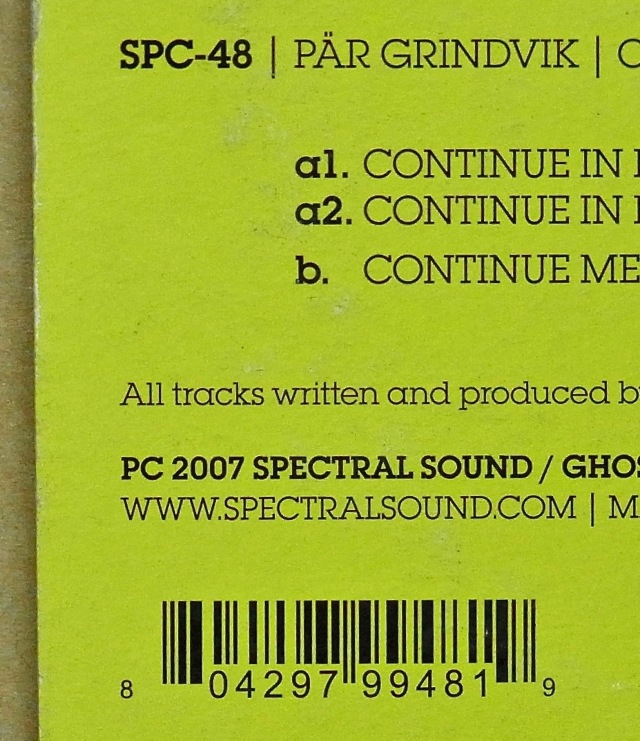 SPC-48 | PÄR GRINDVIK |
a1. CONTINUE IN
a2. CONTINUE IN
b. CONTINUE
All tracks written and produced
PC 2007 SPECTRAL SOUND /
WWW.SPECTRALSOUND.COM |
8 04297 99481 9